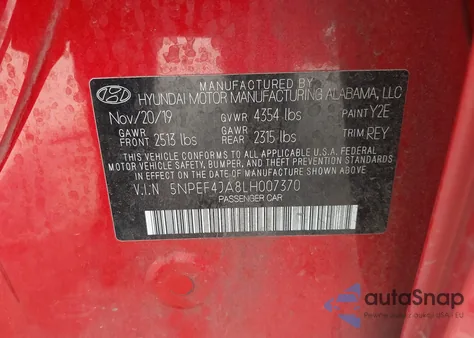 MANUFACTURED BY
HYUNDAI MOTOR MANUFACTURING ALABAMA, LLC
Nov/20/19 GVWR 4354 lbs PAINT Y2E
GAWR FRONT 2513 lbs GAWR REAR 2315 lbs TRIM REY
THIS VEHICLE CONFORMS TO ALL APPLICABLE U.S. FEDERAL
MOTOR VEHICLE SAFETY, BUMPER, AND THEFT PREVENTION
STANDARDS IN EFFECT ON THE DATE OF MANUFACTURE SHOWN ABOVE.
V.I.N 5NPEF4JA8LH007370
PASSENGER CAR
autoSnap